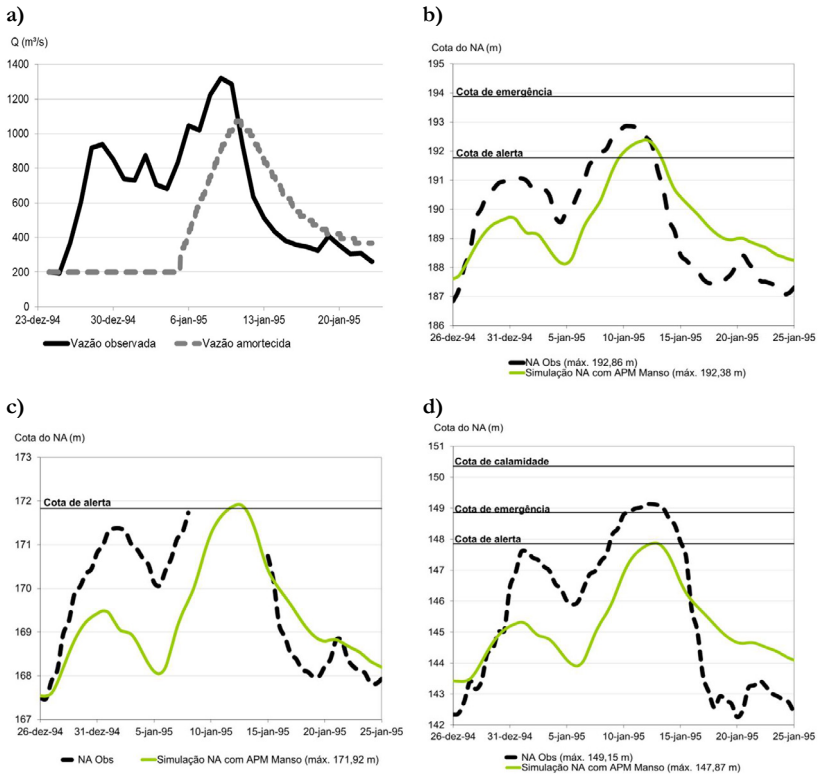 a)
Q (m³/s)
1400
1200
1000
800
600
400
200
0
23-dez-94 30-dez-94 6-jan-95 13-jan-95 20-jan-95
Vazão observada Vazão amortecida
b)
Cota do NA (m)
195
194
193
192
191
190
189
188
187
186
Cota de emergência
Cota de alerta
26-dez-94 31-dez-94 5-jan-95 10-jan-95 15-jan-95 20-jan-95 25-jan-95
NA Obs (máx. 192,86 m)
Simulação NA com APM Manso (máx. 192,38 m)
c)
Cota do NA (m)
173
172
171
170
169
168
167
Cota de alerta
26-dez-94 31-dez-94 5-jan-95 10-jan-95 15-jan-95 20-jan-95 25-jan-95
NA Obs Simulação NA com APM Manso (máx. 171,92 m)
d)
Cota do NA (m)
151
150
149
148
147
146
145
144
143
142
Cota de calamidade
Cota de emergência
Cota de alerta
26-dez-94 31-dez-94 5-jan-95 10-jan-95 15-jan-95 20-jan-95 25-jan-95
NA Obs (máx. 149,15 m)
Simulação NA com APM Manso (máx. 147,87 m)